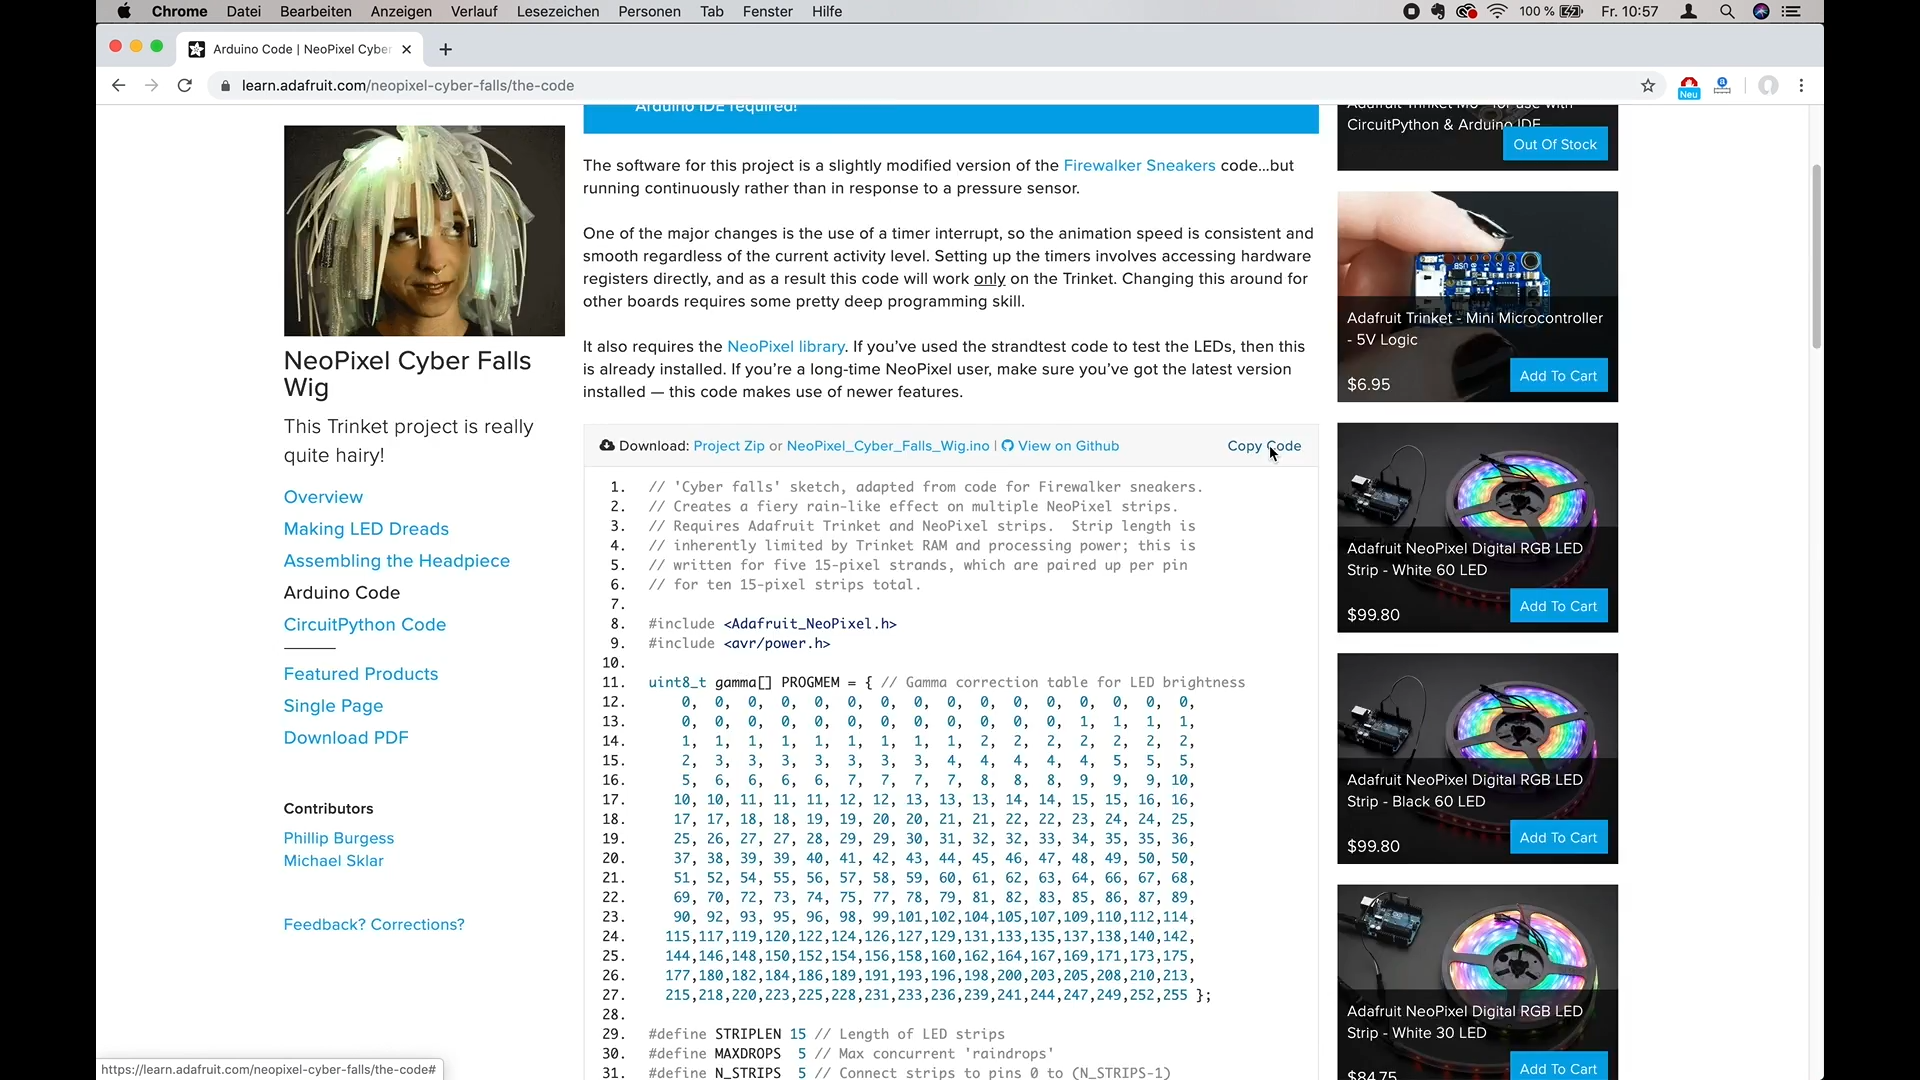 Chrome Datei Bearbeiten Anzeigen Verlauf Lesezeichen Personen Tab Fenster Hilfe 100 % Fr. 10:57
Arduino Code | NeoPixel Cyber
learn.adafruit.com/neopixel-cyber-falls/the-code
Neu
NeoPixel Cyber Falls
Wig
This Trinket project is really
quite hairy!
Overview
Making LED Dreads
Assembling the Headpiece
Arduino Code
CircuitPython Code
Featured Products
Single Page
Download PDF
Contributors
Phillip Burgess
Michael Sklar
Feedback? Corrections?
https://learn.adafruit.com/neopixel-cyber-falls/the-code#
Arduino IDE required!
The software for this project is a slightly modified version of the Firewalker Sneakers code...but
running continuously rather than in response to a pressure sensor.
One of the major changes is the use of a timer interrupt, so the animation speed is consistent and
smooth regardless of the current activity level. Setting up the timers involves accessing hardware
registers directly, and as a result this code will work only on the Trinket. Changing this around for
other boards requires some pretty deep programming skill.
It also requires the NeoPixel library. If you've used the strandtest code to test the LEDs, then this
is already installed. If you're a long-time NeoPixel user, make sure you've got the latest version
installed — this code makes use of newer features.
Download: Project Zip or NeoPixel_Cyber_Falls_Wig.ino | View on Github Copy Code
1. // 'Cyber falls' sketch, adapted from code for Firewalker sneakers.
2. // Creates a fiery rain-like effect on multiple NeoPixel strips.
3. // Requires Adafruit Trinket and NeoPixel strips. Strip length is
4. // inherently limited by Trinket RAM and processing power; this is
5. // written for five 15-pixel strands, which are paired up per pin
6. // for ten 15-pixel strips total.
7.
8. #include <Adafruit_NeoPixel.h>
9. #include <avr/power.h>
10.
11. uint8_t gamma[] PROGMEM = { // Gamma correction table for LED brightness
12. 0, 0, 0, 0, 0, 0, 0, 0, 0, 0, 0, 0, 0, 0, 0, 0,
13. 0, 0, 0, 0, 0, 0, 0, 0, 0, 0, 0, 0, 1, 1, 1, 1,
14. 1, 1, 1, 1, 1, 1, 1, 1, 1, 2, 2, 2, 2, 2, 2, 2,
15. 2, 3, 3, 3, 3, 3, 3, 3, 4, 4, 4, 4, 4, 5, 5, 5,
16. 5, 6, 6, 6, 6, 7, 7, 7, 7, 8, 8, 8, 9, 9, 9, 10,
17. 10, 10, 11, 11, 11, 12, 12, 13, 13, 13, 14, 14, 15, 15, 16, 16,
18. 17, 17, 18, 18, 19, 19, 20, 20, 21, 21, 22, 22, 23, 24, 24, 25,
19. 25, 26, 27, 27, 28, 29, 29, 30, 31, 32, 32, 33, 34, 35, 35, 36,
20. 37, 38, 39, 39, 40, 41, 42, 43, 44, 45, 46, 47, 48, 49, 50, 50,
21. 51, 52, 54, 55, 56, 57, 58, 59, 60, 61, 62, 63, 64, 66, 67, 68,
22. 69, 70, 72, 73, 74, 75, 77, 78, 79, 81, 82, 83, 85, 86, 87, 89,
23. 90, 92, 93, 95, 96, 98, 99,101,102,104,105,107,109,110,112,114,
24. 115,117,119,120,122,124,126,127,129,131,133,135,137,138,140,142,
25. 144,146,148,150,152,154,156,158,160,162,164,167,169,171,173,175,
26. 177,180,182,184,186,189,191,193,196,198,200,203,205,208,210,213,
27. 215,218,220,223,225,228,231,233,236,239,241,244,247,249,252,255 };
28.
29. #define STRIPLEN 15 // Length of LED strips
30. #define MAXDROPS 5 // Max concurrent 'raindrops'
31. #define N_STRIPS 5 // Connect strips to pins 0 to (N_STRIPS-1)
Adafruit Trinket M0 - for use with
CircuitPython & Arduino IDE
Out Of Stock
Adafruit Trinket - Mini Microcontroller
- 5V Logic
$6.95 Add To Cart
Adafruit NeoPixel Digital RGB LED
Strip - White 60 LED
$99.80 Add To Cart
Adafruit NeoPixel Digital RGB LED
Strip - Black 60 LED
$99.80 Add To Cart
Adafruit NeoPixel Digital RGB LED
Strip - White 30 LED
$84.75 Add To Cart